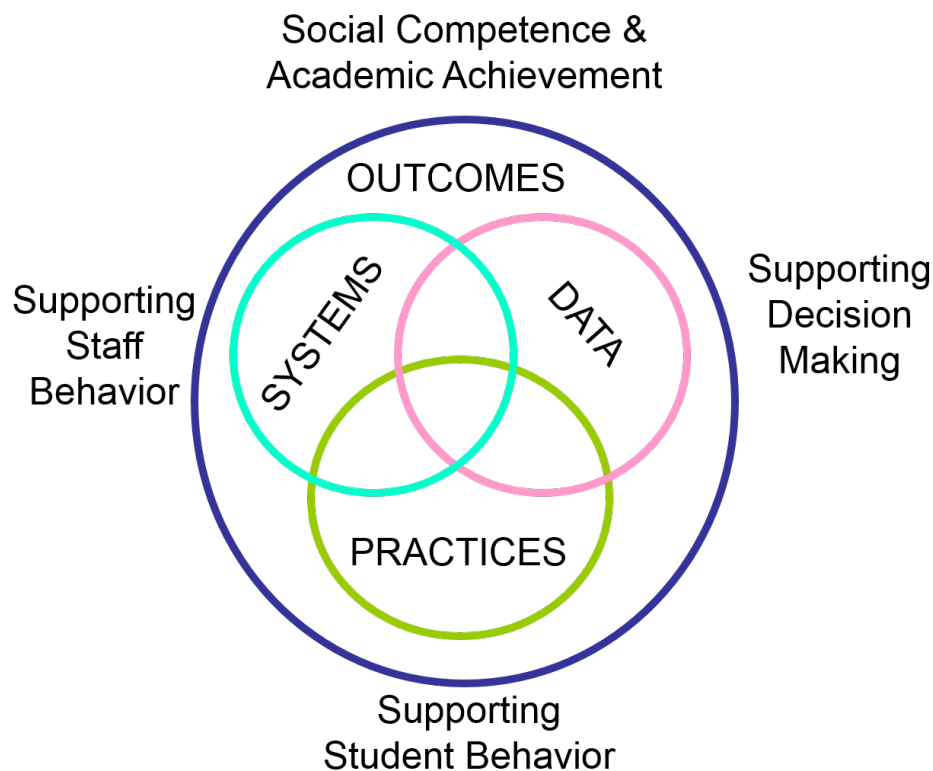 Social Competence &
Academic Achievement
OUTCOMES
SYSTEMS
DATA
Supporting
Staff
Behavior
Supporting
Decision
Making
PRACTICES
Supporting
Student Behavior